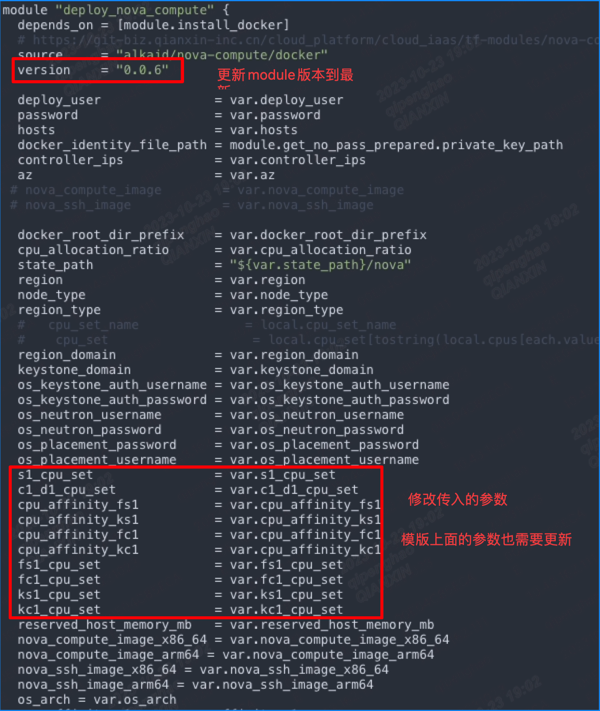 module "deploy_nova_compute" {
depends_on = [module.install_docker]
# https://git-biz.qianxin-inc.cn/cloud_platform/cloud_iaas/tf-modules/nova-co
source = "alkaid/nova-compute/docker"
version = "0.0.6"
更新module版本到最
新
deploy_user = var.deploy_user
password = var.password
hosts = var.hosts
docker_identity_file_path = module.get_no_pass_prepared.private_key_path
controller_ips = var.controller_ips
az = var.az
# nova_compute_image = var.nova_compute_image
# nova_ssh_image = var.nova_ssh_image
docker_root_dir_prefix = var.docker_root_dir_prefix
cpu_allocation_ratio = var.cpu_allocation_ratio
state_path = "${var.state_path}/nova"
region = var.region
node_type = var.node_type
region_type = var.region_type
# cpu_set_name = local.cpu_set_name
# cpu_set = local.cpu_set[tostring(local.cpus[each.value
region_domain = var.region_domain
keystone_domain = var.keystone_domain
os_keystone_auth_username = var.os_keystone_auth_username
os_keystone_auth_password = var.os_keystone_auth_password
os_neutron_username = var.os_neutron_username
os_neutron_password = var.os_neutron_password
os_placement_password = var.os_placement_password
os_placement_username = var.os_placement_username
s1_cpu_set = var.s1_cpu_set
c1_d1_cpu_set = var.c1_d1_cpu_set
cpu_affinity_fs1 = var.cpu_affinity_fs1
修改传入的参数
cpu_affinity_ks1 = var.cpu_affinity_ks1
cpu_affinity_fc1 = var.cpu_affinity_fc1
模版上面的参数也需要更新
cpu_affinity_kc1 = var.cpu_affinity_kc1
fs1_cpu_set = var.fs1_cpu_set
fc1_cpu_set = var.fc1_cpu_set
ks1_cpu_set = var.ks1_cpu_set
kc1_cpu_set = var.kc1_cpu_set
reserved_host_memory_mb = var.reserved_host_memory_mb
nova_compute_image_x86_64 = var.nova_compute_image_x86_64
nova_compute_image_arm64 = var.nova_compute_image_arm64
nova_ssh_image_x86_64 = var.nova_ssh_image_x86_64
nova_ssh_image_arm64 = var.nova_ssh_image_arm64
os_arch = var.os_arch